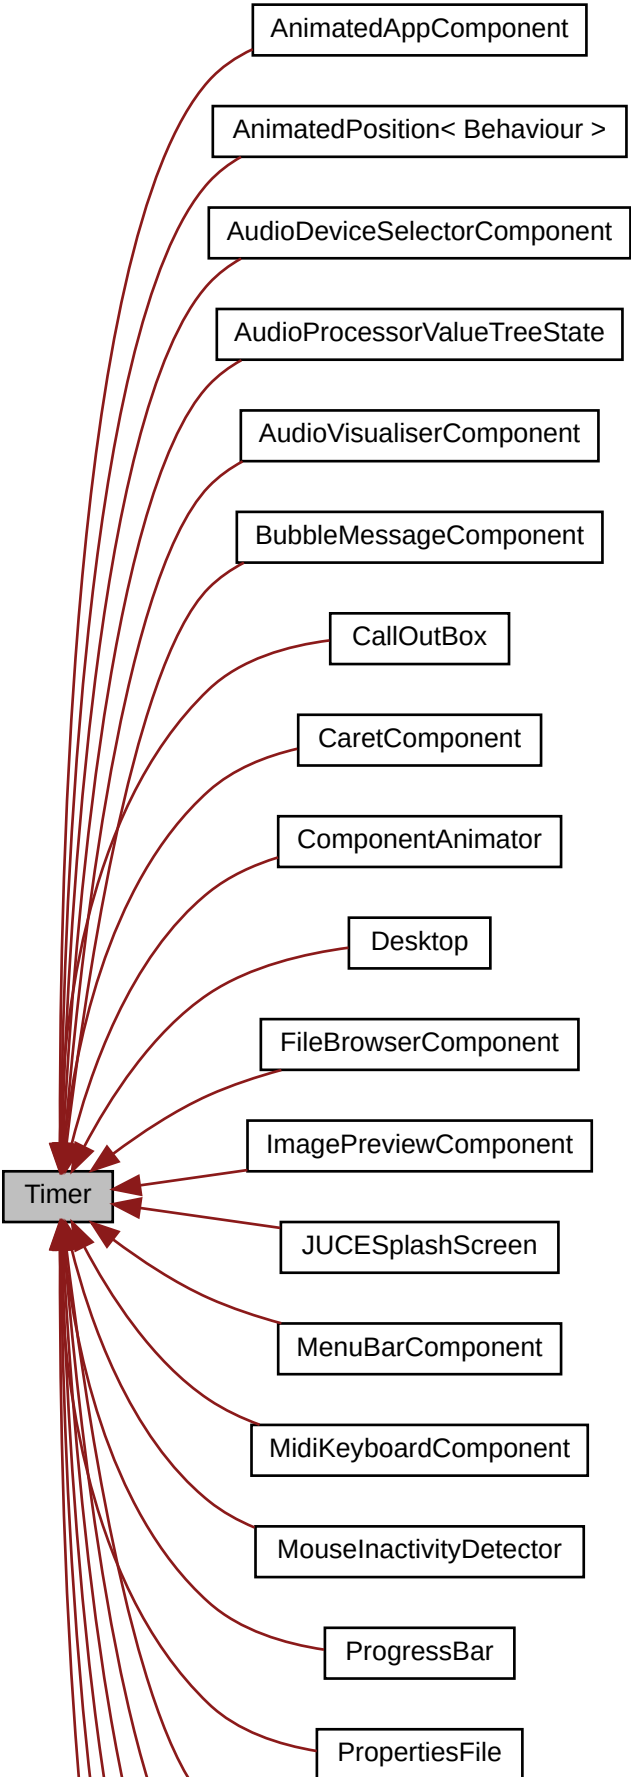 AnimatedAppComponent
AnimatedPosition< Behaviour >
AudioDeviceSelectorComponent
AudioProcessorValueTreeState
AudioVisualiserComponent
BubbleMessageComponent
CallOutBox
CaretComponent
ComponentAnimator
Desktop
FileBrowserComponent
ImagePreviewComponent
Timer
JUCESplashScreen
MenuBarComponent
MidiKeyboardComponent
MouseInactivityDetector
ProgressBar
PropertiesFile